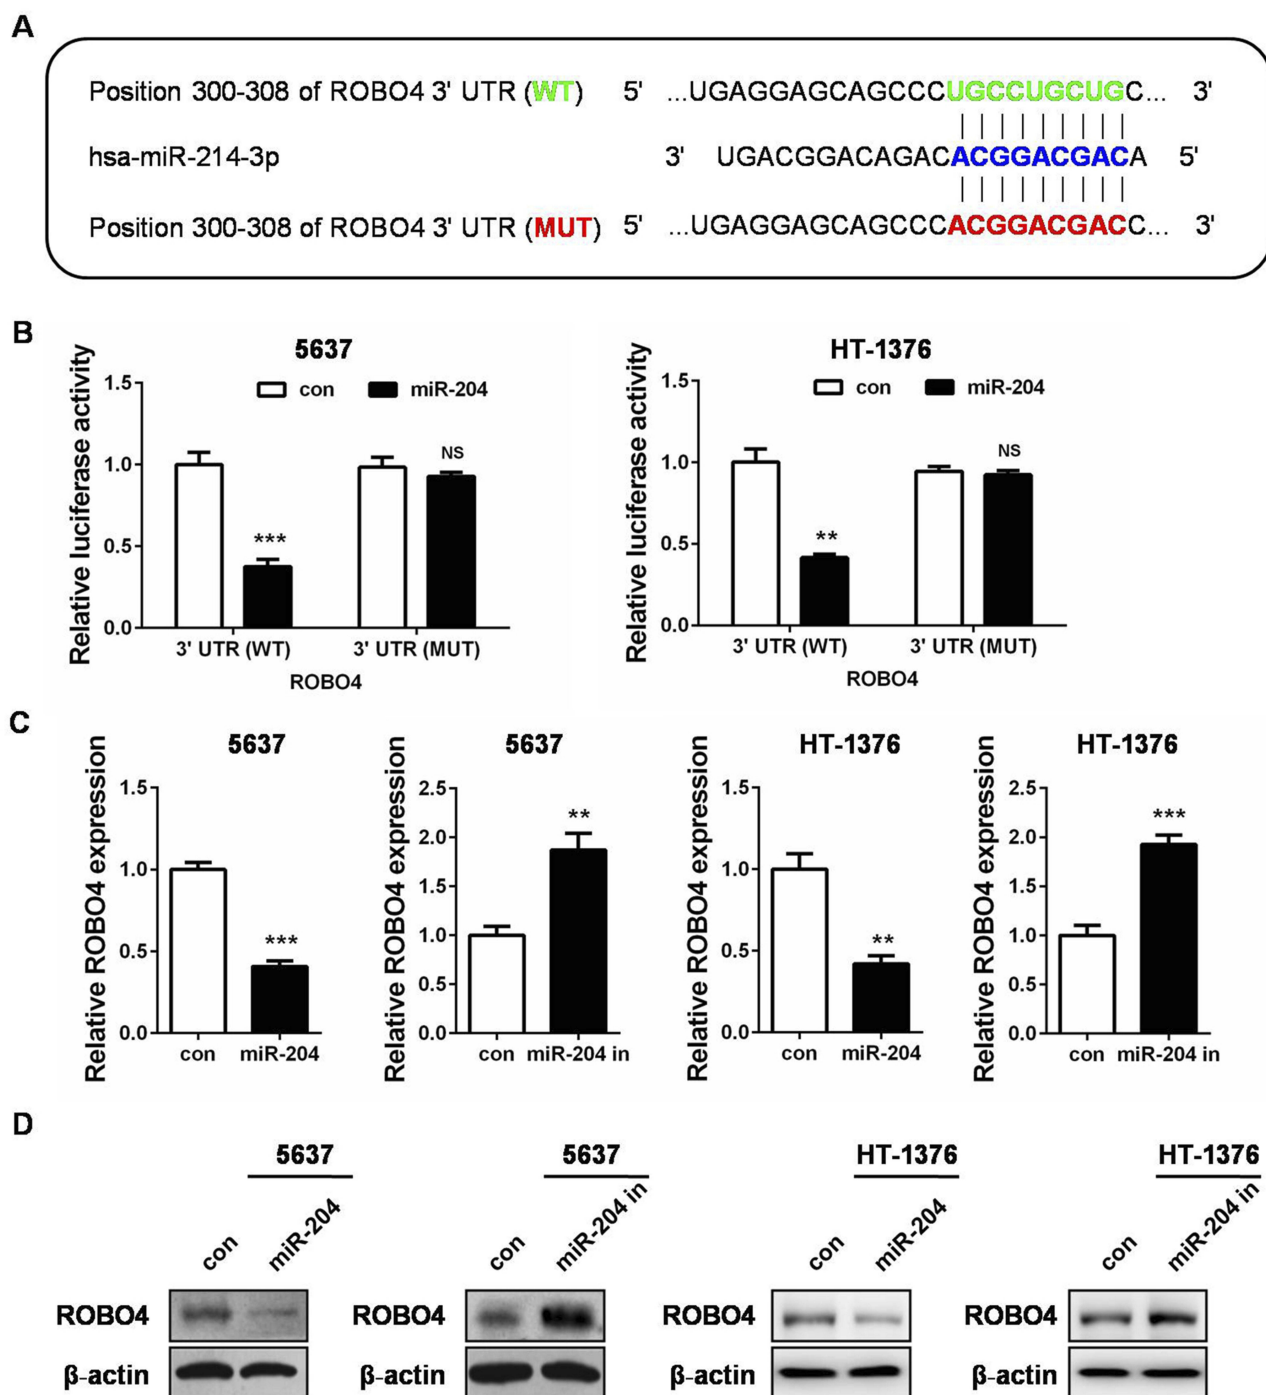 A
Position 300-308 of ROBO4 3' UTR (WT) 5' ...UGAGGAGCAGCCCUGCCUGCUGC... 3'
hsa-miR-214-3p 3' UGACGGACAGACACGGACGACA 5'
Position 300-308 of ROBO4 3' UTR (MUT) 5' ...UGAGGAGCAGCCCACGGACGACC... 3'
B
5637
con miR-204
Relative luciferase activity
1.5
1.0
0.5
0.0
***
NS
3' UTR (WT) 3' UTR (MUT)
ROBO4
HT-1376
con miR-204
Relative luciferase activity
1.5
1.0
0.5
0.0
**
NS
3' UTR (WT) 3' UTR (MUT)
ROBO4
C
5637
Relative ROBO4 expression
1.5
1.0
0.5
0.0
***
con miR-204
5637
Relative ROBO4 expression
2.5
2.0
1.5
1.0
0.5
0.0
**
con miR-204 in
HT-1376
Relative ROBO4 expression
1.5
1.0
0.5
0.0
**
con miR-204
HT-1376
Relative ROBO4 expression
2.5
2.0
1.5
1.0
0.5
0.0
***
con miR-204 in
D
5637
con miR-204
ROBO4
β-actin
5637
con miR-204 in
ROBO4
β-actin
HT-1376
con miR-204
ROBO4
β-actin
HT-1376
con miR-204 in
ROBO4
β-actin